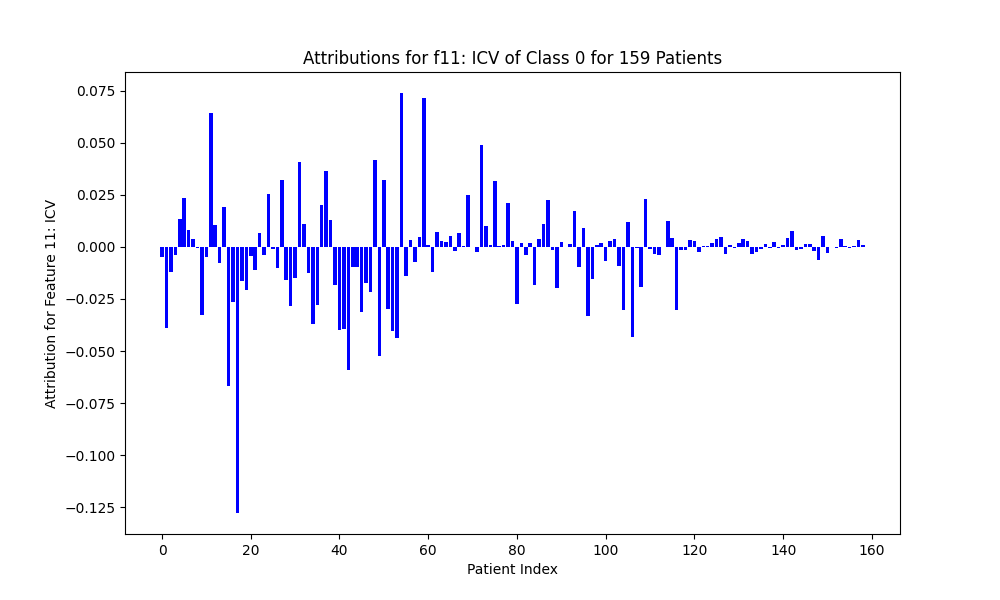 Attributions for f11: ICV of Class 0 for 159 Patients
Attribution for Feature 11: ICV
0.075
0.050
0.025
0.000
−0.025
−0.050
−0.075
−0.100
−0.125
0 20 40 60 80 100 120 140 160
Patient Index